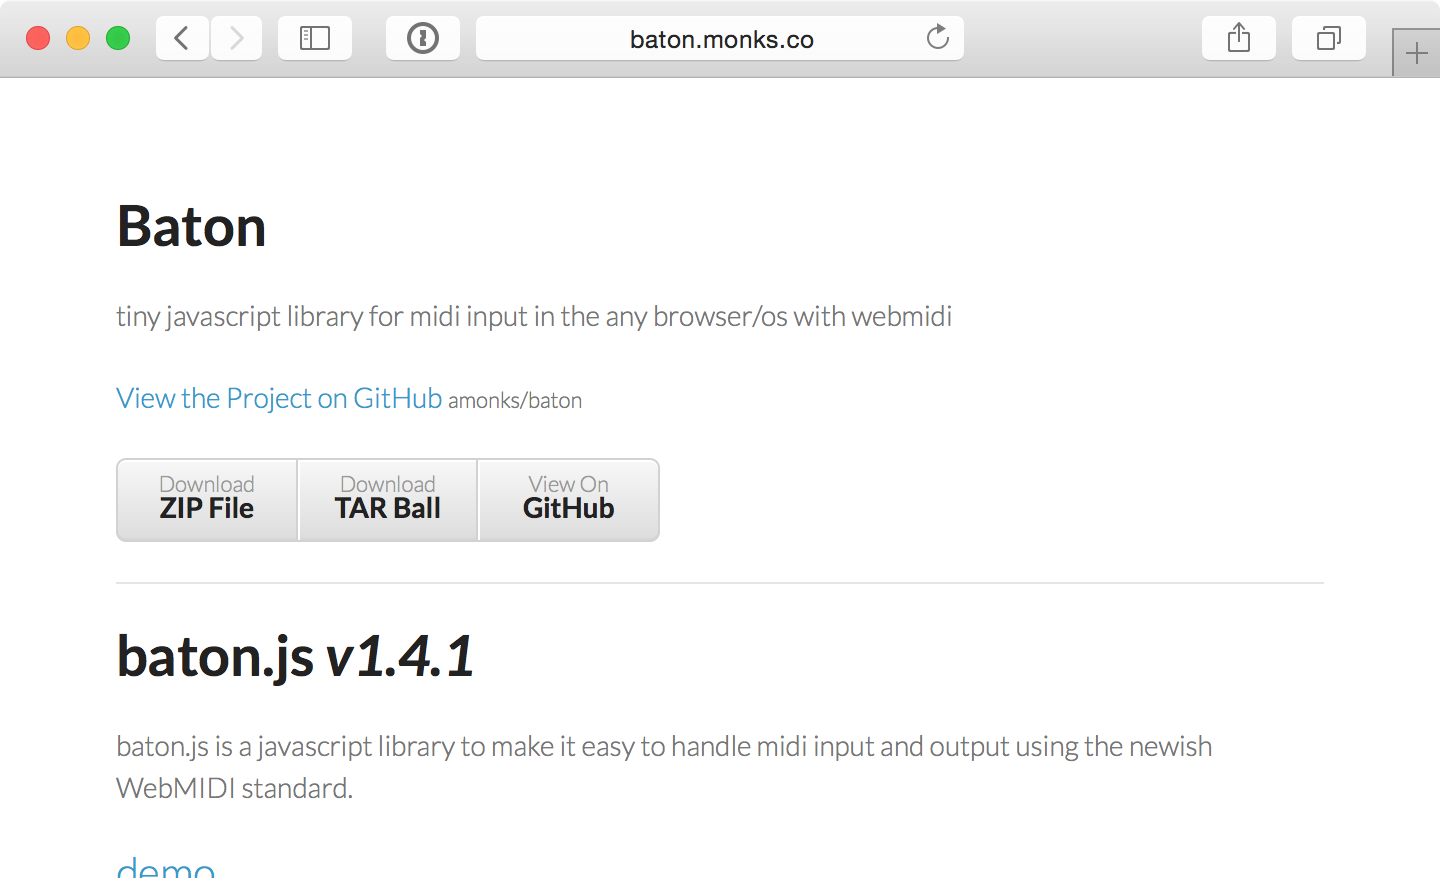 baton.monks.co
Baton
tiny javascript library for midi input in the any browser/os with webmidi
View the Project on GitHub amonks/baton
Download
ZIP File
Download
TAR Ball
View On
GitHub
baton.js v1.4.1
baton.js is a javascript library to make it easy to handle midi input and output using the newish
WebMIDI standard.
demo